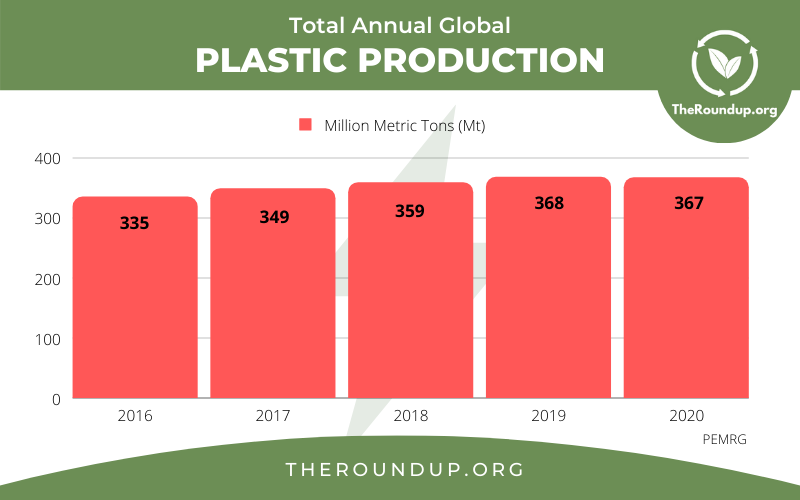 Total Annual Global
PLASTIC PRODUCTION
TheRoundup.org
Million Metric Tons (Mt)
400
300
200
100
0
335
349
359
368
367
2016
2017
2018
2019
2020
PEMRG
THEROUNDUP.ORG